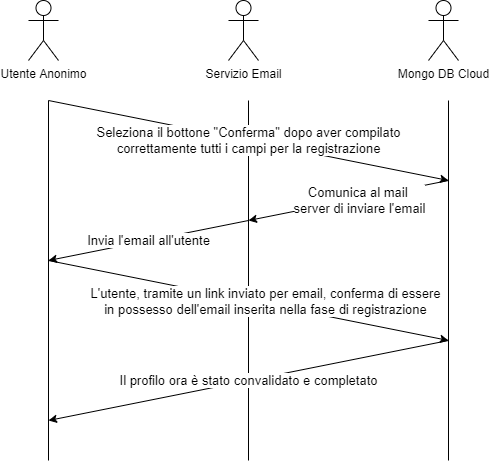 Utente Anonimo
Servizio Email
Mongo DB Cloud
Seleziona il bottone "Conferma" dopo aver compilato
correttamente tutti i campi per la registrazione
Comunica al mail
server di inviare l'email
Invia l'email all'utente
L'utente, tramite un link inviato per email, conferma di essere
in possesso dell'email inserita nella fase di registrazione
Il profilo ora è stato convalidato e completato